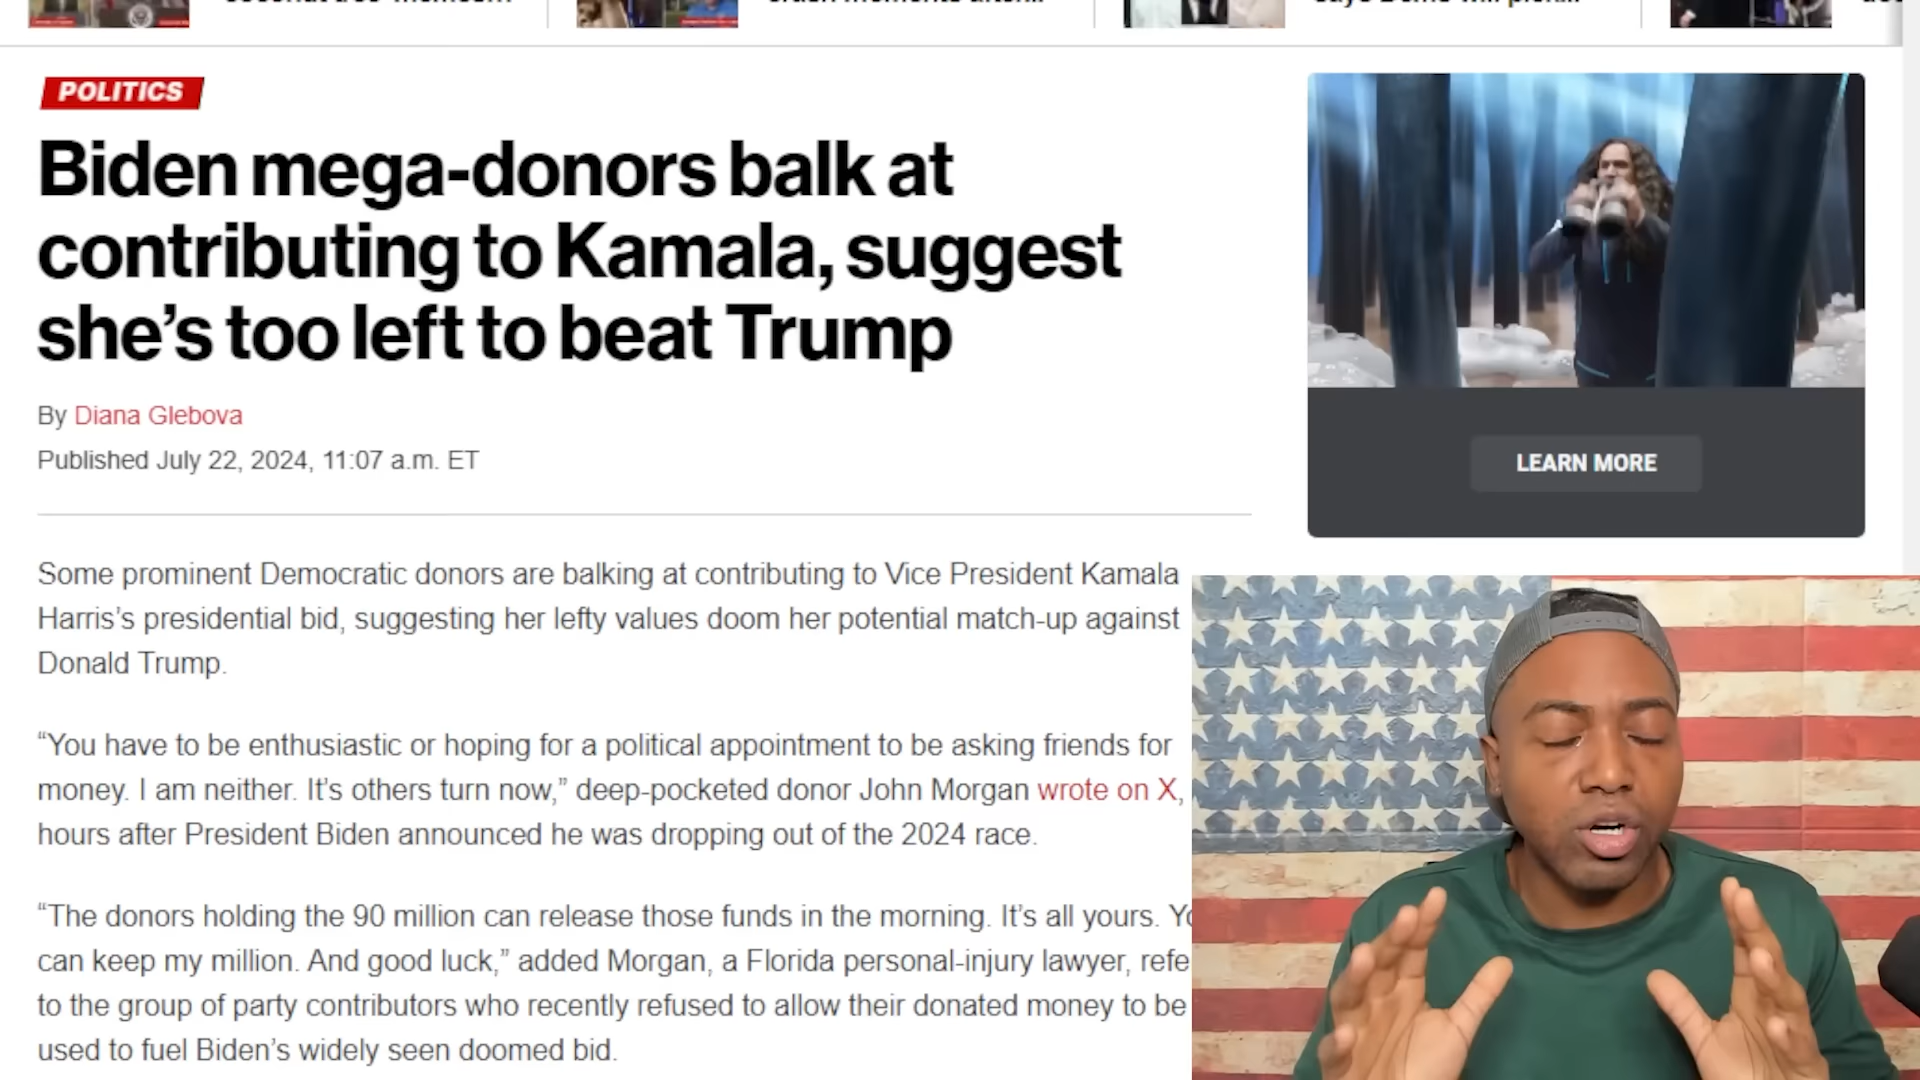 POLITICS
Biden mega-donors balk at
contributing to Kamala, suggest
she's too left to beat Trump
By Diana Glebova
Published July 22, 2024, 11:07 a.m. ET
LEARN MORE
Some prominent Democratic donors are balking at contributing to Vice President Kamala
Harris's presidential bid, suggesting her lefty values doom her potential match-up against
Donald Trump.
“You have to be enthusiastic or hoping for a political appointment to be asking friends for
money. I am neither. It's others turn now,” deep-pocketed donor John Morgan wrote on X,
hours after President Biden announced he was dropping out of the 2024 race.
“The donors holding the 90 million can release those funds in the morning. It's all yours.
can keep my million. And good luck,” added Morgan, a Florida personal-injury lawyer,
to the group of party contributors who recently refused to allow their donated money to be
used to fuel Biden's widely seen doomed bid.